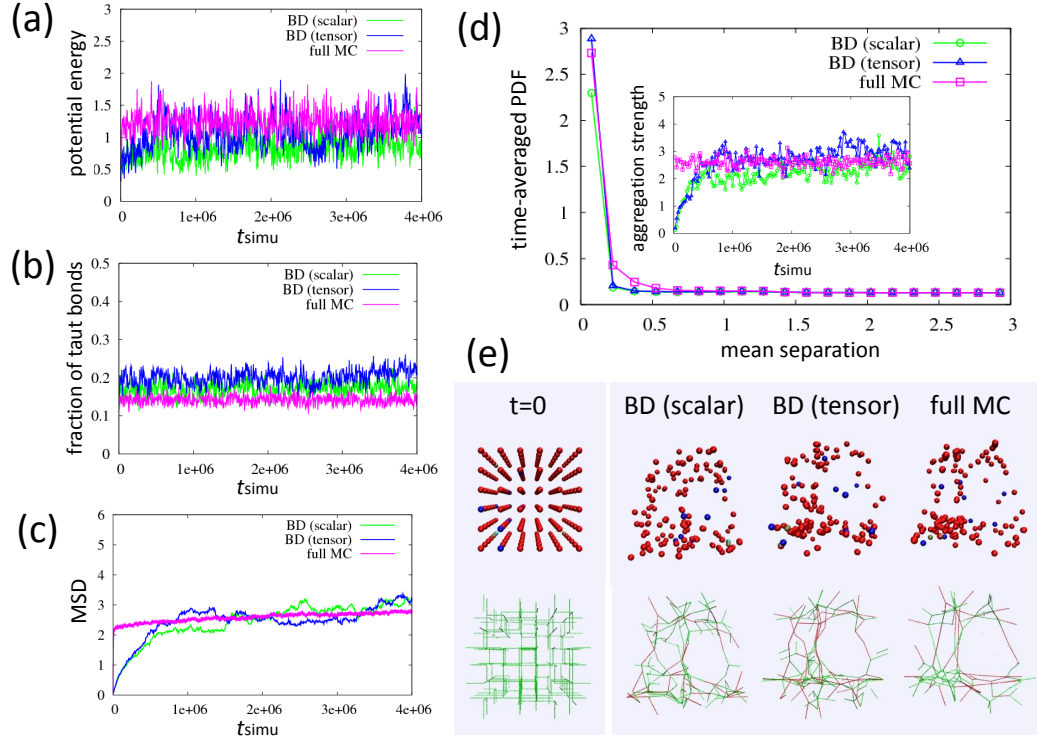 (a)
potential energy
3
2.5
2
1.5
1
0.5
0
BD (scalar)
BD (tensor)
full MC
0
1e+06
2e+06
3e+06
4e+06
tsimu
(b)
fraction of taut bonds
0.5
0.4
0.3
0.2
0.1
0
BD (scalar)
BD (tensor)
full MC
0
1e+06
2e+06
3e+06
4e+06
tsimu
(c)
MSD
6
5
4
3
2
1
0
BD (scalar)
BD (tensor)
full MC
0
1e+06
2e+06
3e+06
4e+06
tsimu
(d)
time-averaged PDF
3
2.5
2
1.5
1
0.5
0
BD (scalar)
BD (tensor)
full MC
aggregation strength
5
4
3
2
1
0
0
1e+06
2e+06
3e+06
4e+06
tsimu
0
0.5
1
1.5
2
2.5
3
mean separation
(e)
t=0
BD (scalar)
BD (tensor)
full MC